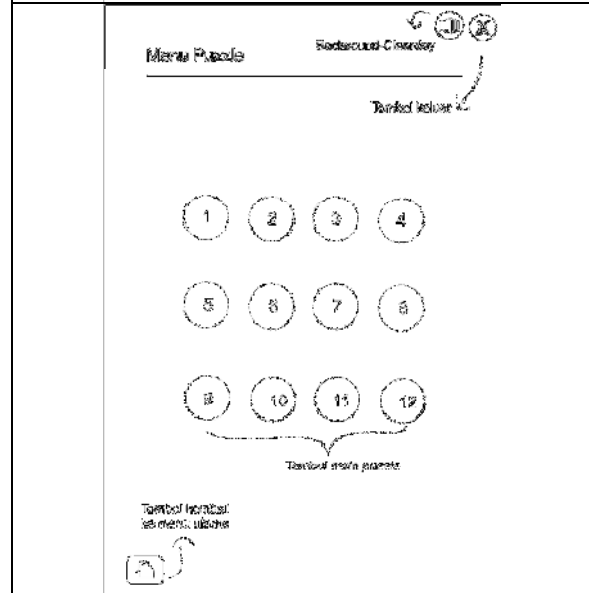 Menu Puzzle
Tombol keluar
1 2 3 4
5 6 7 8
9 10 11 12
Tombol main puzzle
Tombol kembali
ke menu utama